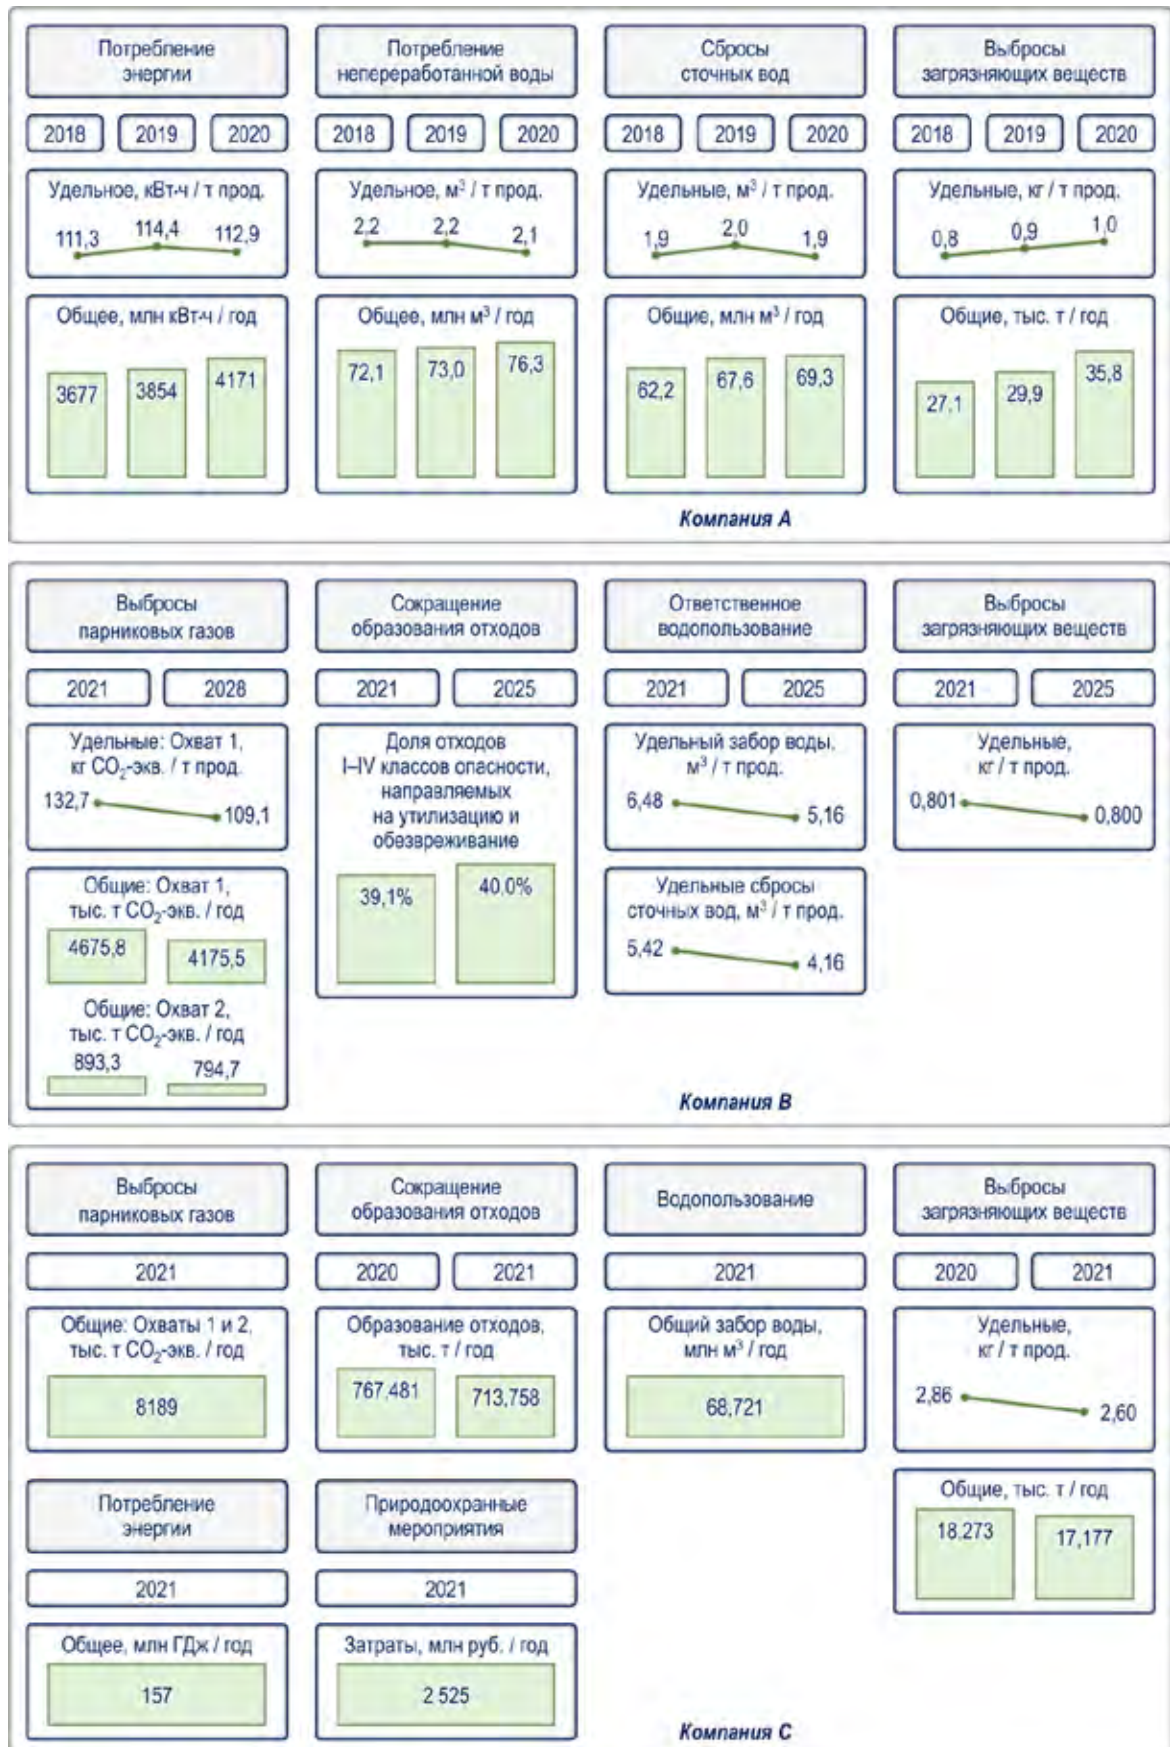 Потребление
энергии
2018 2019 2020
Удельное, кВт-ч / т прод.
111,3 114,4 112,9
Общее, млн кВт-ч / год
3677 3854 4171
Потребление
непереработанной воды
2018 2019 2020
Удельное, м³ / т прод.
2,2 2,2 2,1
Общее, млн м³ / год
72,1 73,0 76,3
Сбросы
сточных вод
2018 2019 2020
Удельные, м³ / т прод.
1,9 2,0 1,9
Общие, млн м³ / год
62,2 67,6 69,3
Выбросы
загрязняющих веществ
2018 2019 2020
Удельные, кг / т прод.
0,8 0,9 1,0
Общие, тыс. т / год
27,1 29,9 35,8
Компания A
Выбросы
парниковых газов
2021 2028
Удельные: Охват 1,
кг CO₂-экв. / т прод.
132,7 109,1
Общие: Охват 1,
тыс. т CO₂-экв. / год
4675,8 4175,5
Общие: Охват 2,
тыс. т CO₂-экв. / год
893,3 794,7
Сокращение
образования отходов
2021 2025
Доля отходов
I–IV классов опасности,
направляемых
на утилизацию и
обезвреживание
39,1% 40,0%
Ответственное
водопользование
2021 2025
Удельный забор воды,
м³ / т прод.
6,48 5,16
Удельные сбросы
сточных вод, м³ / т прод.
5,42 4,16
Выбросы
загрязняющих веществ
2021 2025
Удельные,
кг / т прод.
0,801 0,800
Компания B
Выбросы
парниковых газов
2021
Общие: Охваты 1 и 2,
тыс. т CO₂-экв. / год
8189
Сокращение
образования отходов
2020 2021
Образование отходов,
тыс. т / год
767,481 713,758
Водопользование
2021
Общий забор воды,
млн м³ / год
68,721
Выбросы
загрязняющих веществ
2020 2021
Удельные,
кг / т прод.
2,86 2,60
Общие, тыс. т / год
18.273 17,177
Потребление
энергии
2021
Общее, млн ГДж / год
157
Природоохранные
мероприятия
2021
Затраты, млн руб. / год
2 525
Компания C